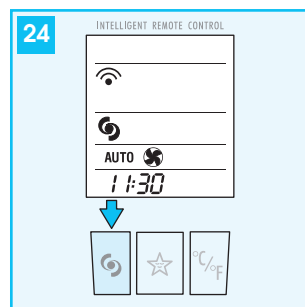 24
INTELLIGENT REMOTE CONTROL
AUTO
11:30
°C/°F